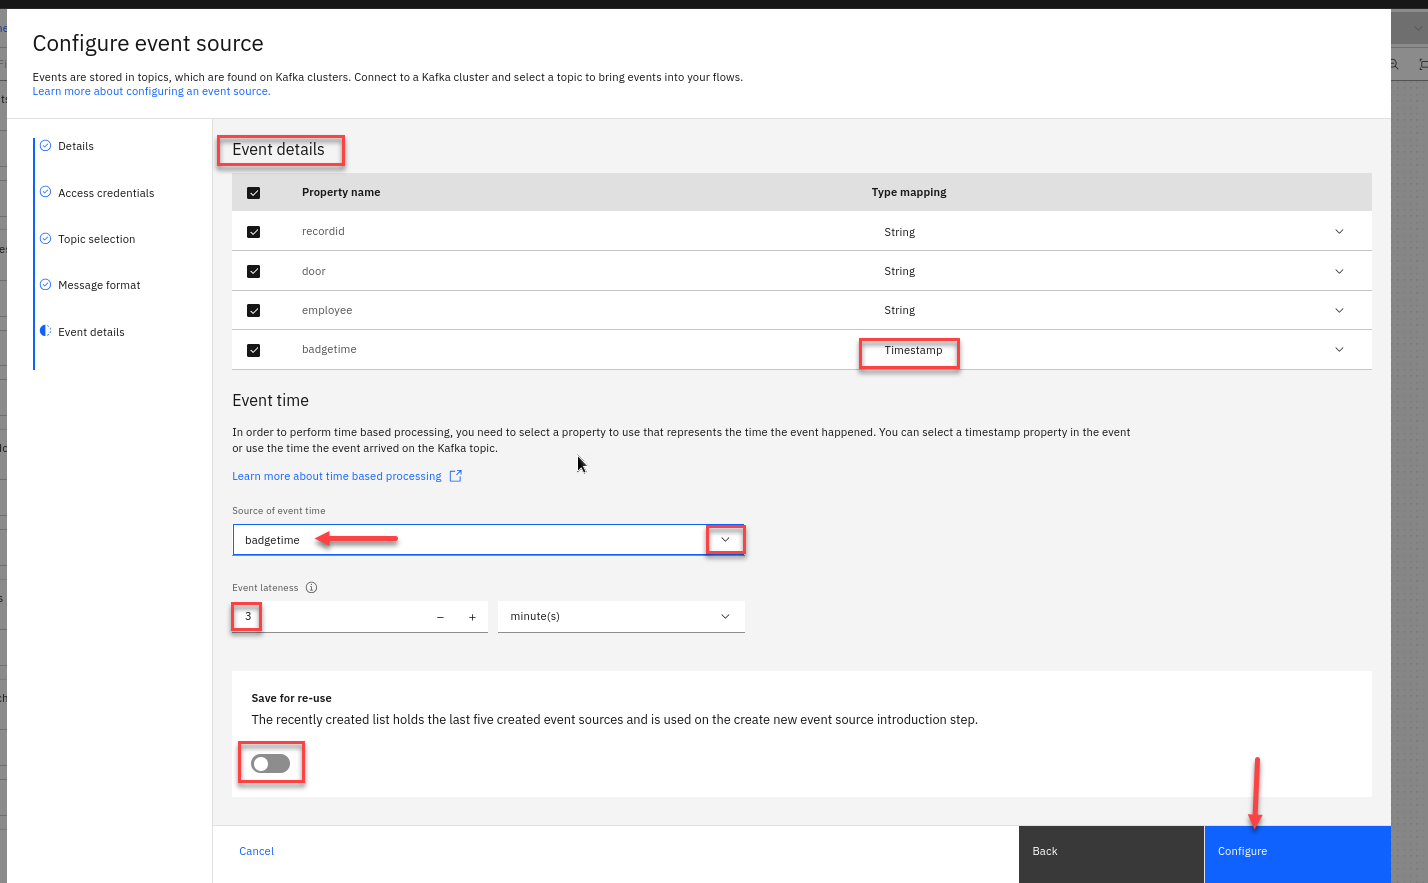 Configure event source
Events are stored in topics, which are found on Kafka clusters. Connect to a Kafka cluster and select a topic to bring events into your flows.
Learn more about configuring an event source.
Details
Access credentials
Topic selection
Message format
Event details
Event details
Property name Type mapping
recordid String
door String
employee String
badgetime Timestamp
Event time
In order to perform time based processing, you need to select a property to use that represents the time the event happened. You can select a timestamp property in the event
or use the time the event arrived on the Kafka topic.
Learn more about time based processing
Source of event time
badgetime
Event lateness
3 minute(s)
Save for re-use
The recently created list holds the last five created event sources and is used on the create new event source introduction step.
Cancel Back Configure